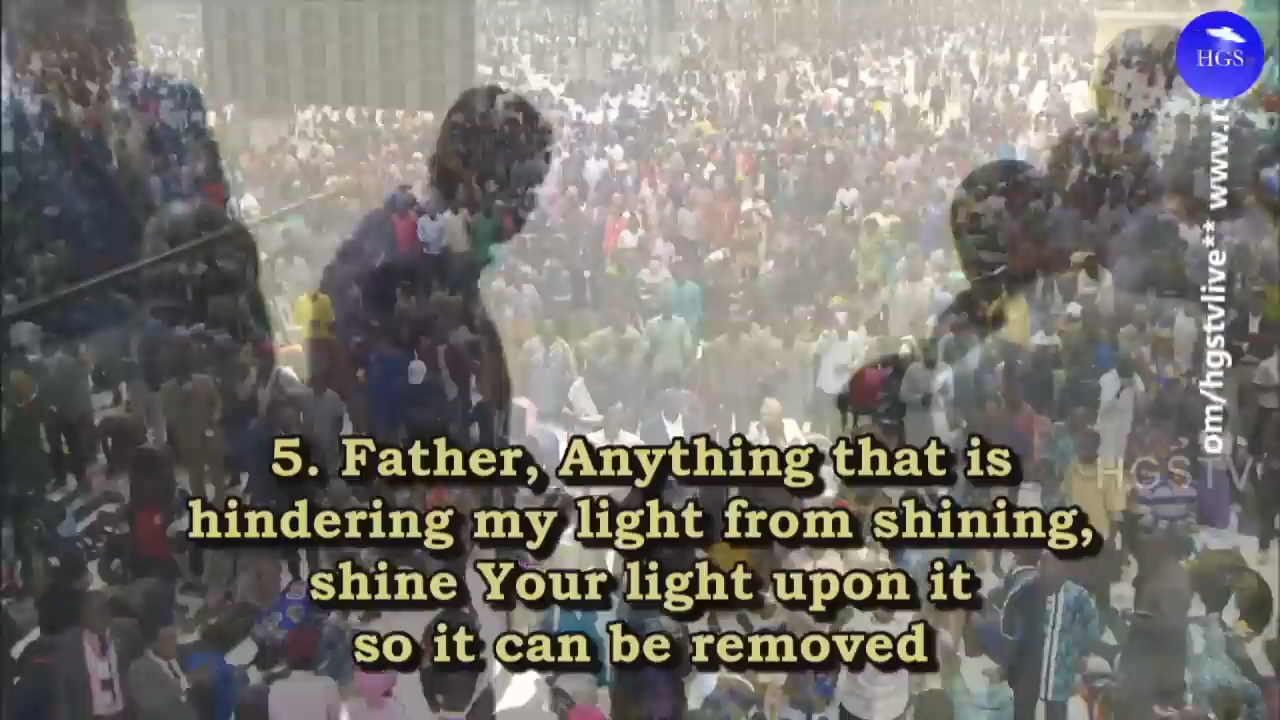 HGS
om/hgstvlive** www.r
HGSTV
5. Father, Anything that is
hindering my light from shining,
shine Your light upon it
so it can be removed